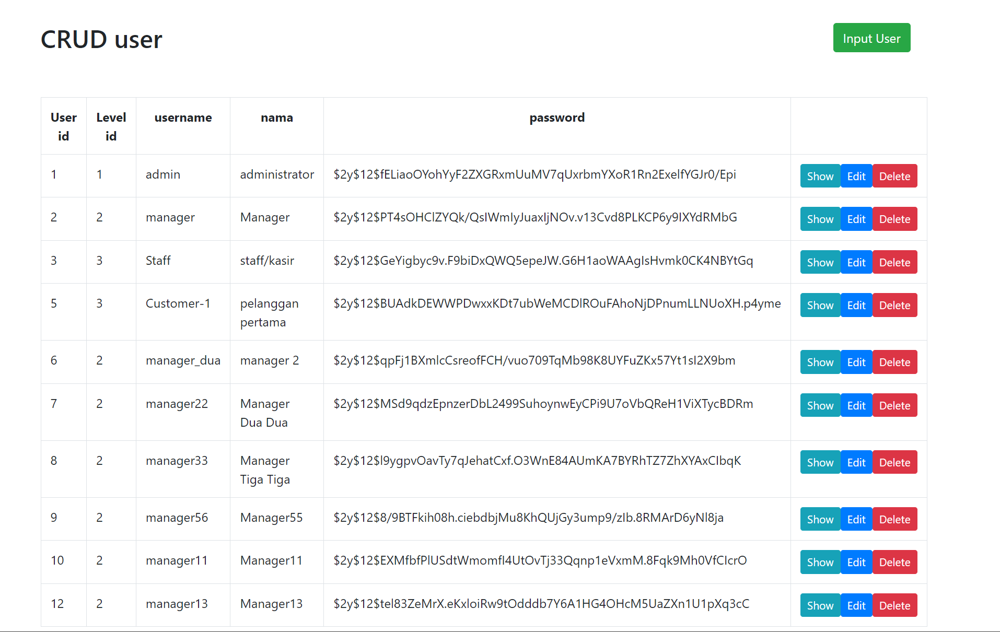 CRUD user
Input User
User id Level id username nama password
1 1 admin administrator $2y$12$fELiaoOYohYyF2ZXGRxmUuMV7qUxrbmYXoR1Rn2ExelfYGJr0/Epi Show Edit Delete
2 2 manager Manager $2y$12$PT4sOHClZYQk/QsIWmIyJuaxIjNOv.v13Cvd8PLKCP6y9IXYdRMbG Show Edit Delete
3 3 Staff staff/kasir $2y$12$GeYigbyc9v.F9biDxQWQ5epeJW.G6H1aoWAAgIsHvmk0CK4NBYtGq Show Edit Delete
5 3 Customer-1 pelanggan pertama $2y$12$BUAdkDEWWPDwxxKDt7ubWeMCDlROuFAhoNjDPnumLLNUoXH.p4yme Show Edit Delete
6 2 manager_dua manager 2 $2y$12$qpFj1BXmlcCsreofFCH/vuo709TqMb98K8UYFuZKx57Yt1sI2X9bm Show Edit Delete
7 2 manager22 Manager Dua Dua $2y$12$MSd9qdzEpnzerDbL2499SuhoynwEyCPi9U7oVbQReH1ViXTycBDRm Show Edit Delete
8 2 manager33 Manager Tiga Tiga $2y$12$l9ygpvOavTy7qJehatCxf.O3WnE84AUmKA7BYRhTZ7ZhXYAxCIbqK Show Edit Delete
9 2 manager56 Manager55 $2y$12$8/9BTFkih08h.ciebdbjMu8KhQUjGy3ump9/zIb.8RMArD6yNl8ja Show Edit Delete
10 2 manager11 Manager11 $2y$12$EXMfbfPlUSdtWmomfI4UtOvTj33Qqnp1eVxmM.8Fqk9Mh0VfCIcrO Show Edit Delete
12 2 manager13 Manager13 $2y$12$tel83ZeMrX.eKxloiRw9tOdddb7Y6A1HG4OHcM5UaZXn1U1pXq3cC Show Edit Delete